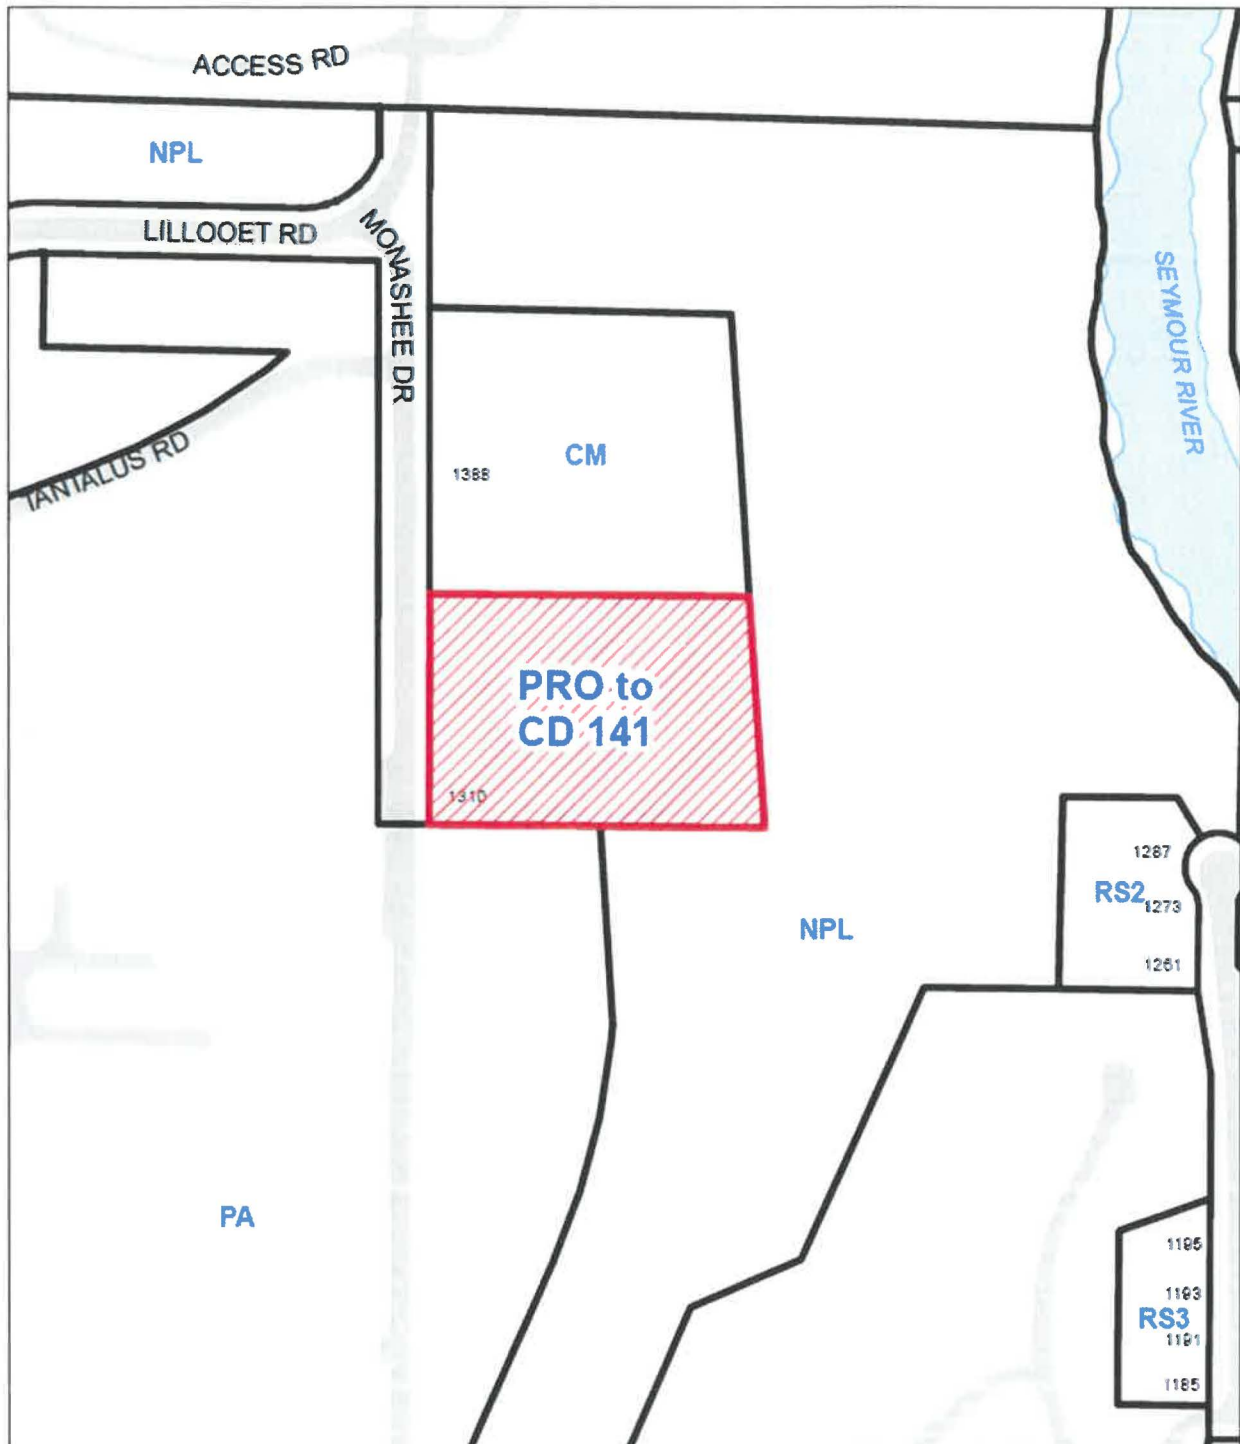 ACCESS RD
NPL
LILLOOET RD
MONASHEE DR
SEYMOUR RIVER
TANTALUS RD
CM
1388
PRO to
CD 141
1310
1287
RS2
1273
NPL
1261
PA
1195
1193
RS3
1191
1185